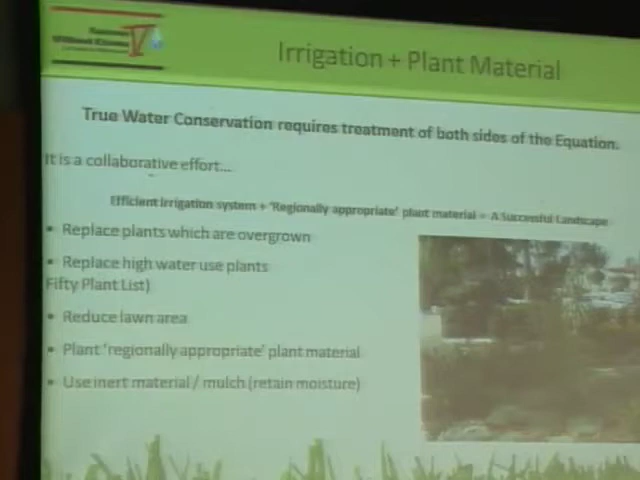 Irrigation + Plant Material
True Water Conservation requires treatment of both sides of the Equation.
It is a collaborative effort...
Efficient irrigation system + 'Regionally appropriate' plant material = A Successful Landscape
• Replace plants which are overgrown
• Replace high water use plants
Fifty Plant List)
• Reduce lawn area
• Plant 'regionally appropriate' plant material
• Use inert material / mulch (retain moisture)